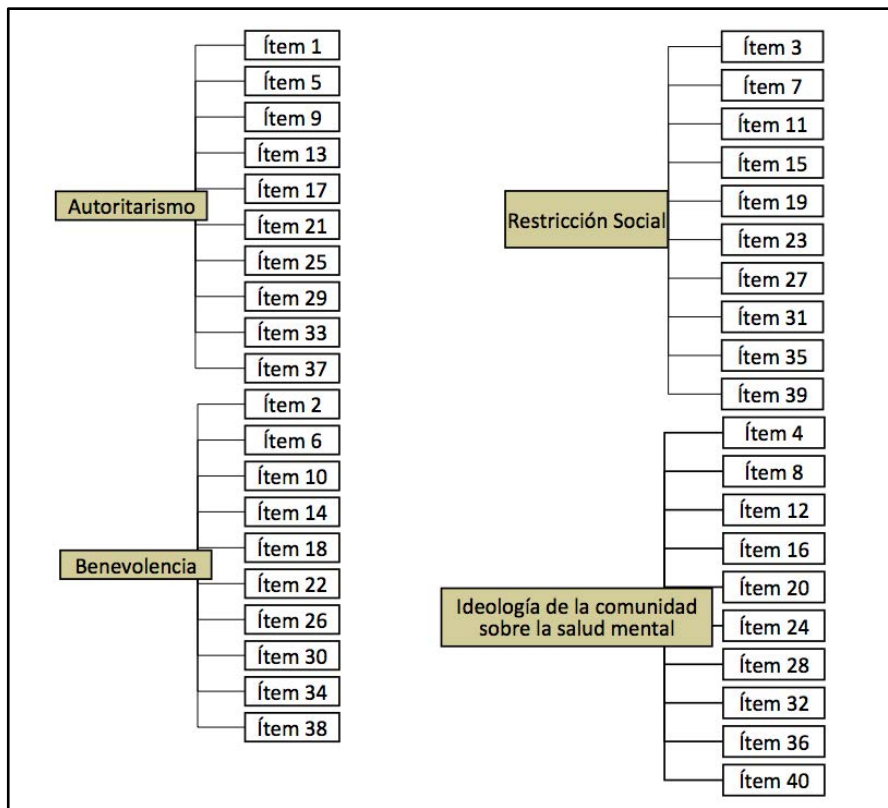 Ítem 1
Ítem 5
Ítem 9
Ítem 13
Ítem 17
Autoritarismo
Ítem 21
Ítem 25
Ítem 29
Ítem 33
Ítem 37
Ítem 2
Ítem 6
Ítem 10
Ítem 14
Ítem 18
Benevolencia
Ítem 22
Ítem 26
Ítem 30
Ítem 34
Ítem 38
Ítem 3
Ítem 7
Ítem 11
Ítem 15
Ítem 19
Restricción Social
Ítem 23
Ítem 27
Ítem 31
Ítem 35
Ítem 39
Ítem 4
Ítem 8
Ítem 12
Ítem 16
Ítem 20
Ideología de la comunidad
sobre la salud mental
Ítem 24
Ítem 28
Ítem 32
Ítem 36
Ítem 40